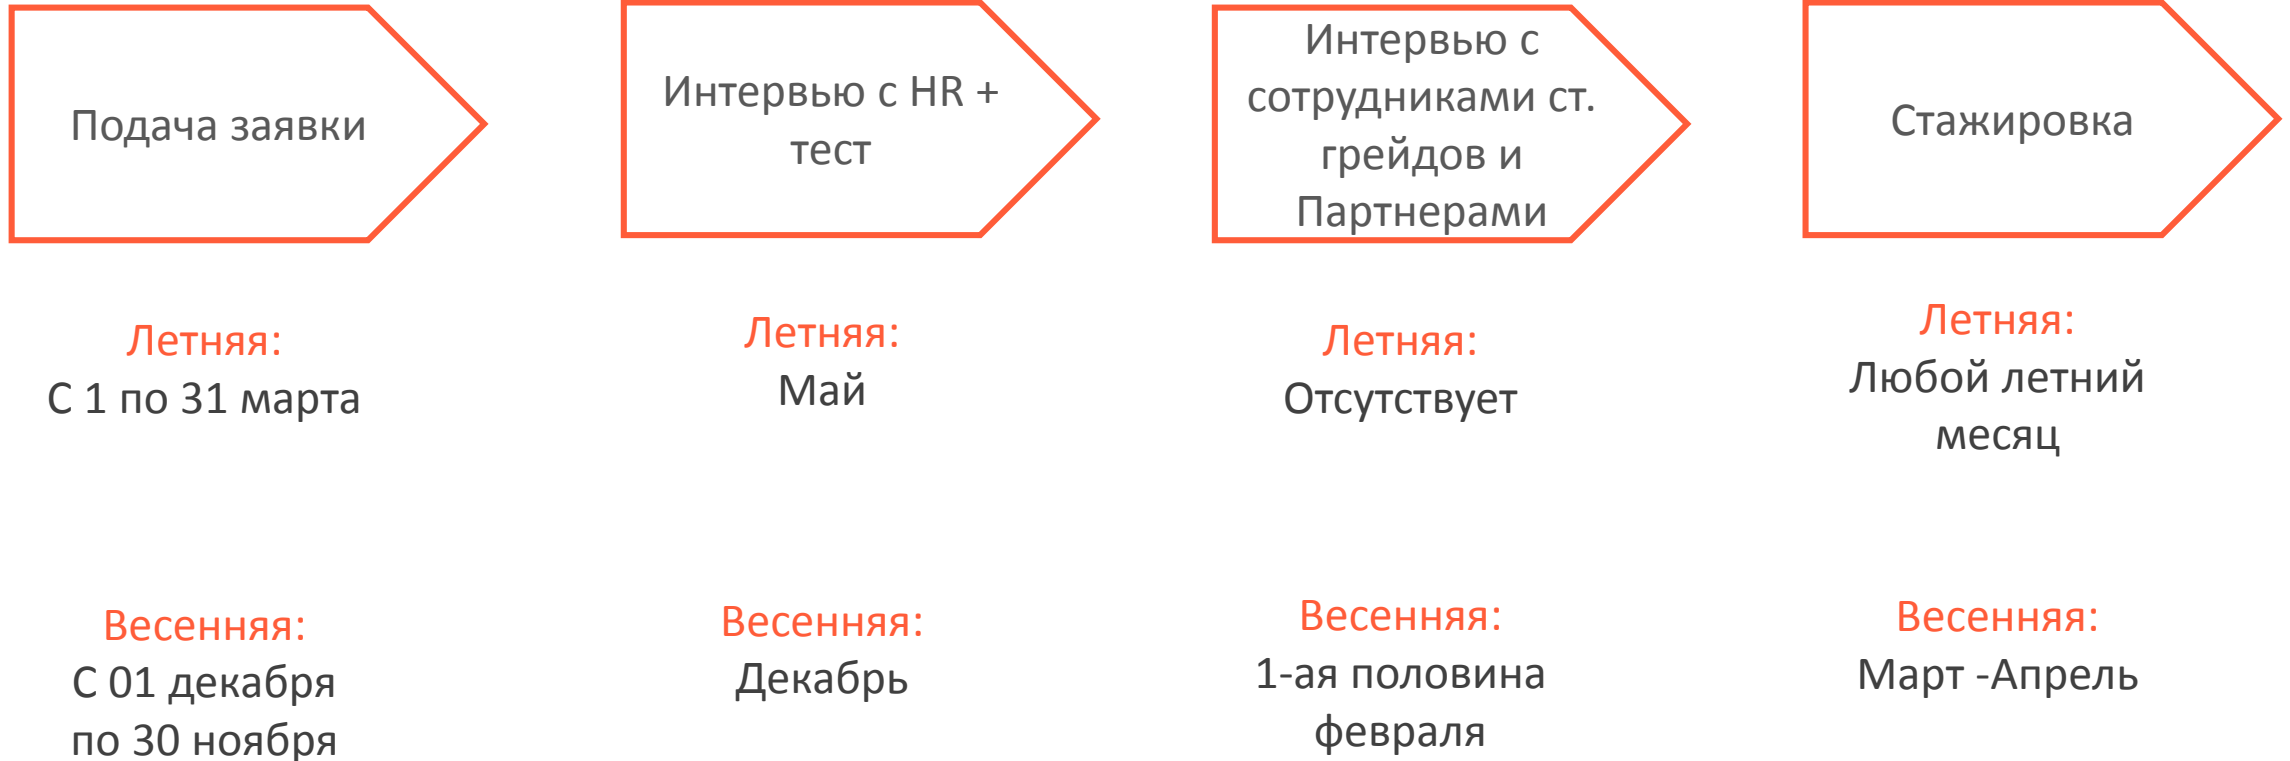 Подача заявки
Интервью с HR +
тест
Интервью с
сотрудниками ст.
грейдов и
Партнерами
Стажировка
Летняя:
С 1 по 31 марта
Летняя:
Май
Летняя:
Отсутствует
Летняя:
Любой летний
месяц
Весенняя:
С 01 декабря
по 30 ноября
Весенняя:
Декабрь
Весенняя:
1-ая половина
февраля
Весенняя:
Март -Апрель